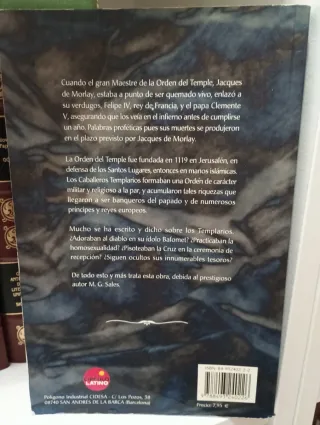 Cuando el gran Maestre de la Orden del Temple, Jacques
de Morlay, estaba a punto de ser quemado vivo, enlazó a
su verdugos, Felipe IV, rey de Francia, y el papa Clemente
V, asegurando que los vería en el infierno antes de cumplirse
un año. Palabras proféticas pues sus muertes se produjeron
en el plazo previsto por Jacques de Morlay.
La Orden del Temple fue fundada en 1119 en Jerusalén, en
defensa de los Santos Lugares, entonces en manos islámicas.
Los Caballeros Templarios formaban una Orden de carácter
militar y religioso a la par, y acumularon tales riquezas que
llegaron a ser banqueros del papado y de numerosos
príncipes y reyes europeos.
Mucho se ha escrito y dicho sobre los Templarios.
¿Adoraban al diablo en su ídolo Bafomet? ¿Practicaban la
homosexualidad? ¿Pisoteaban la Cruz en la ceremonia de
recepción? ¿Siguen ocultos sus innumerables tesoros?
De todo esto y más trata esta obra, debida al prestigioso
autor M. G. Sales.
LATINO
Polígono Industrial CIDESA - C/ Los Pinos, 38
08740 SAN ANDRES DE LA BARCA (Barcelona)
Precio: 7,95 €